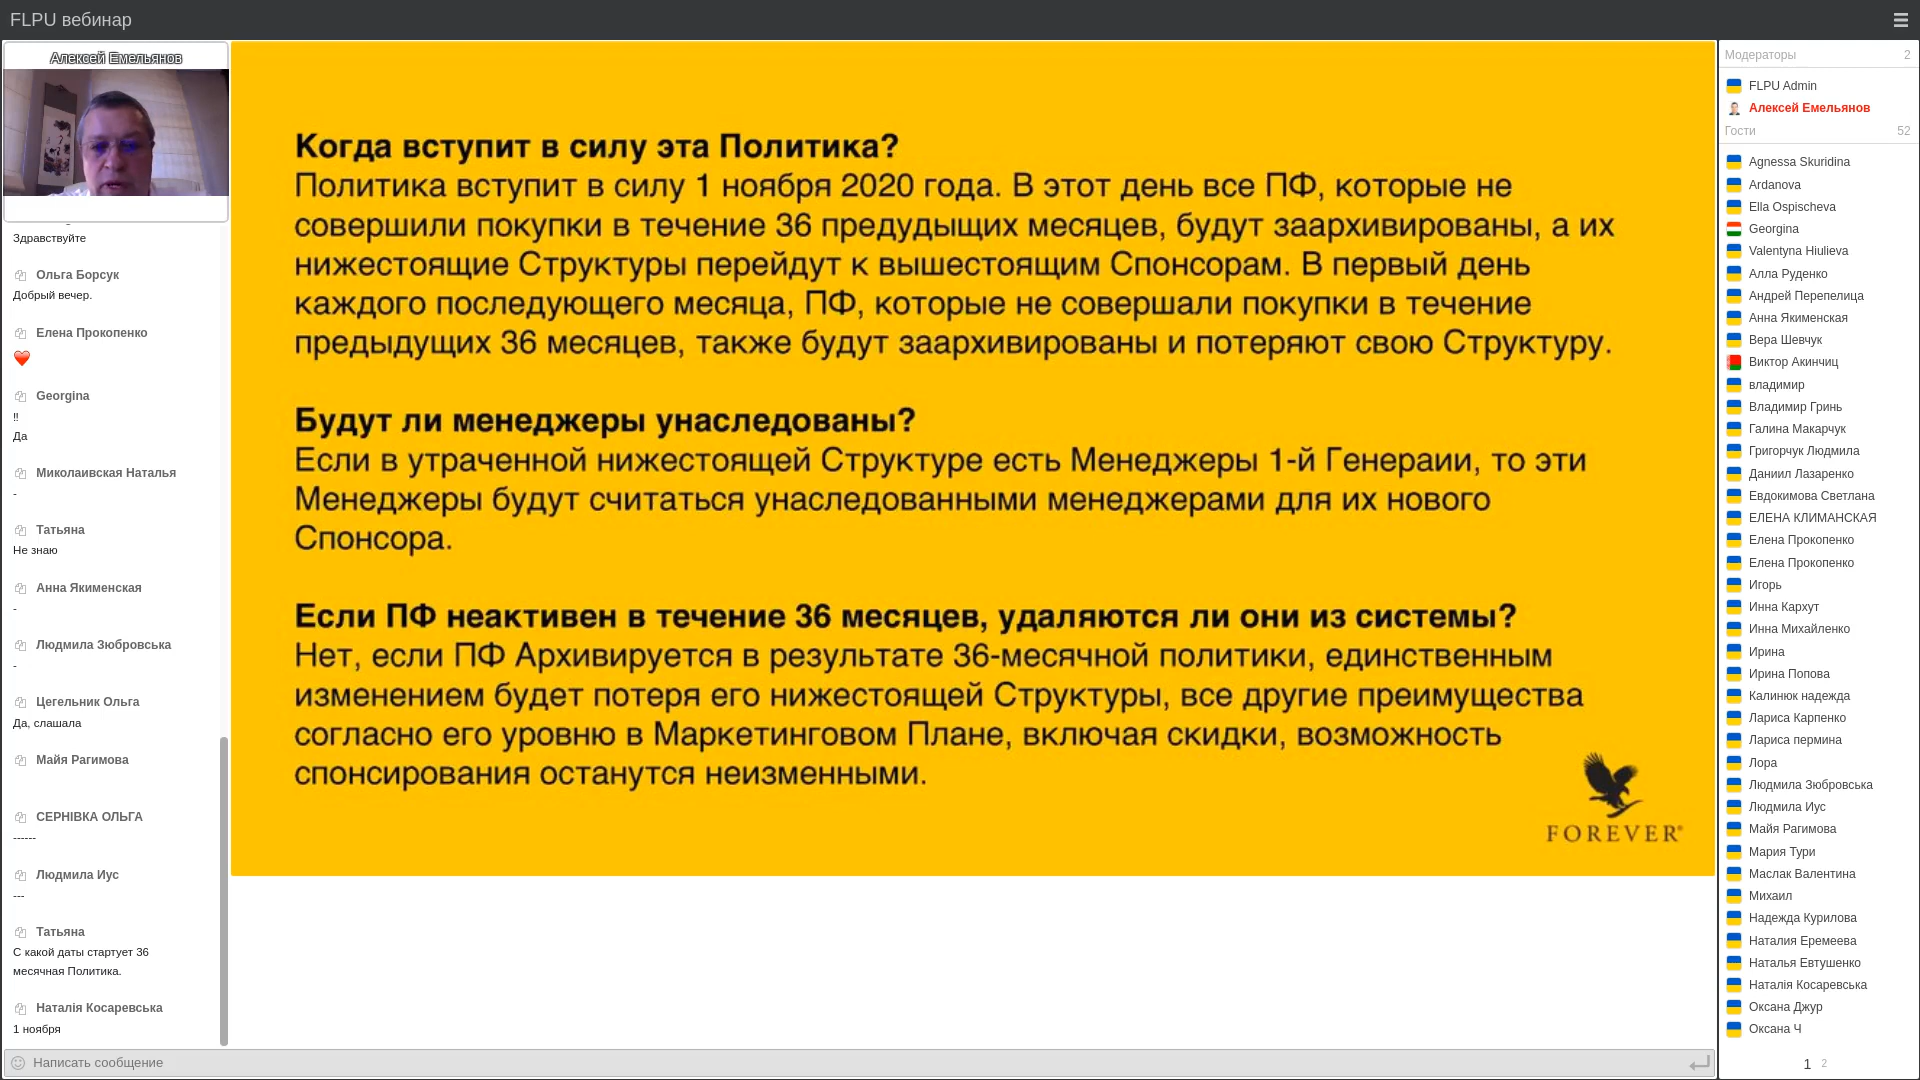 FLPU вебинар
Алексей Емельянов
Здравствуйте
Ольга Борсук
Добрый вечер.
Елена Прокопенко
Georgina
!!
Да
Миколаивская Наталья
-
Татьяна
Не знаю
Анна Якименская
-
Людмила Зюбровська
-
Цегельник Ольга
Да, слашала
Майя Рагимова
СЕРНІВКА ОЛЬГА
------
Людмила Иус
---
Татьяна
С какой даты стартует 36
месячная Политика.
Наталія Косаревська
1 ноября
Написать сообщение
Когда вступит в силу эта Политика?
Политика вступит в силу 1 ноября 2020 года. В этот день все ПФ, которые не
совершили покупки в течение 36 предудыщих месяцев, будут заархивированы, а их
нижестоящие Структуры перейдут к вышестоящим Спонсорам. В первый день
каждого последующего месяца, ПФ, которые не совершали покупки в течение
предыдущих 36 месяцев, также будут заархивированы и потеряют свою Структуру.
Будут ли менеджеры унаследованы?
Если в утраченной нижестоящей Структуре есть Менеджеры 1-й Генераии, то эти
Менеджеры будут считаться унаследованными менеджерами для их нового
Спонсора.
Если ПФ неактивен в течение 36 месяцев, удаляются ли они из системы?
Нет, если ПФ Архивируется в результате 36-месячной политики, единственным
изменением будет потеря его нижестоящей Структуры, все другие преимущества
согласно его уровню в Маркетинговом Плане, включая скидки, возможность
спонсирования останутся неизменными.
FOREVER®
Модераторы 2
FLPU Admin
Алексей Емельянов
Гости 52
Agnessa Skuridina
Ardanova
Ella Ospischeva
Georgina
Valentyna Hiulieva
Алла Руденко
Андрей Перепелица
Анна Якименская
Вера Шевчук
Виктор Акинчиц
владимир
Владимир Гринь
Галина Макарчук
Григорчук Людмила
Даниил Лазаренко
Евдокимова Светлана
ЕЛЕНА КЛИМАНСКАЯ
Елена Прокопенко
Елена Прокопенко
Игорь
Инна Кархут
Инна Михайленко
Ирина
Ирина Попова
Калинюк надежда
Лариса Карпенко
Лариса пермина
Лора
Людмила Зюбровська
Людмила Иус
Майя Рагимова
Мария Тури
Маслак Валентина
Михаил
Надежда Курилова
Наталия Еремеева
Наталья Евтушенко
Наталія Косаревська
Оксана Джур
Оксана Ч
1 2